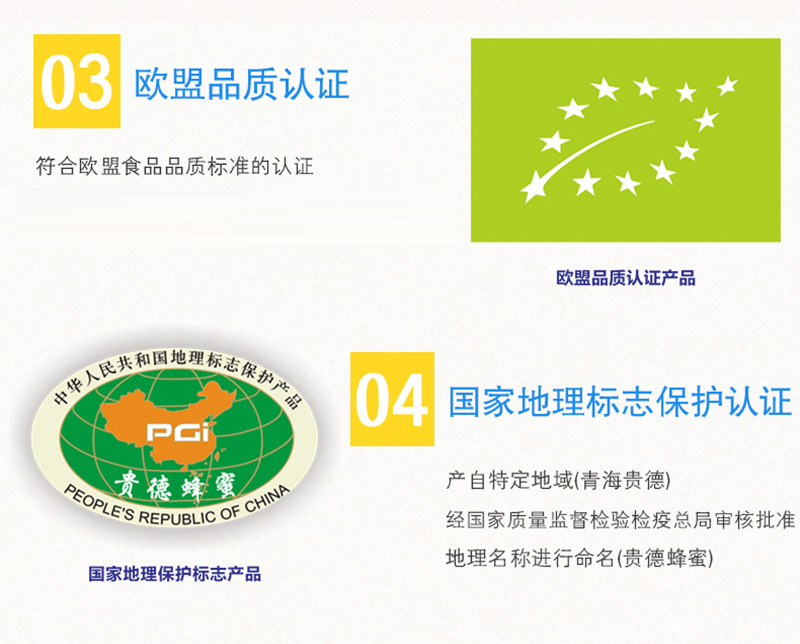 03
欧盟品质认证
符合欧盟食品品质标准的认证
欧盟品质认证产品
中华人民共和国地理标志保护产品
PGi
贵德蜂蜜
PEOPLE'S REPUBLIC OF CHINA
国家地理保护标志产品
04
国家地理标志保护认证
产自特定地域(青海贵德)
经国家质量监督检验检疫总局审核批准
地理名称进行命名(贵德蜂蜜)